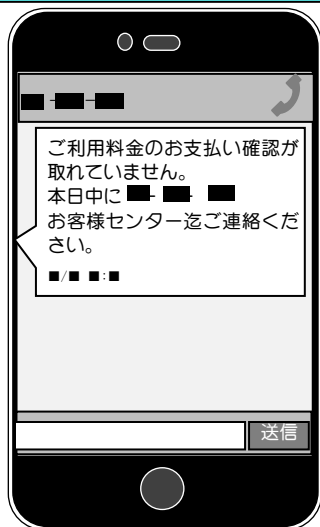 ■-■-■
ご利用料金のお支払い確認が
取れていません。
本日中に ■-■-■
お客様センター迄ご連絡くだ
さい。
■/■ ■:■
送信